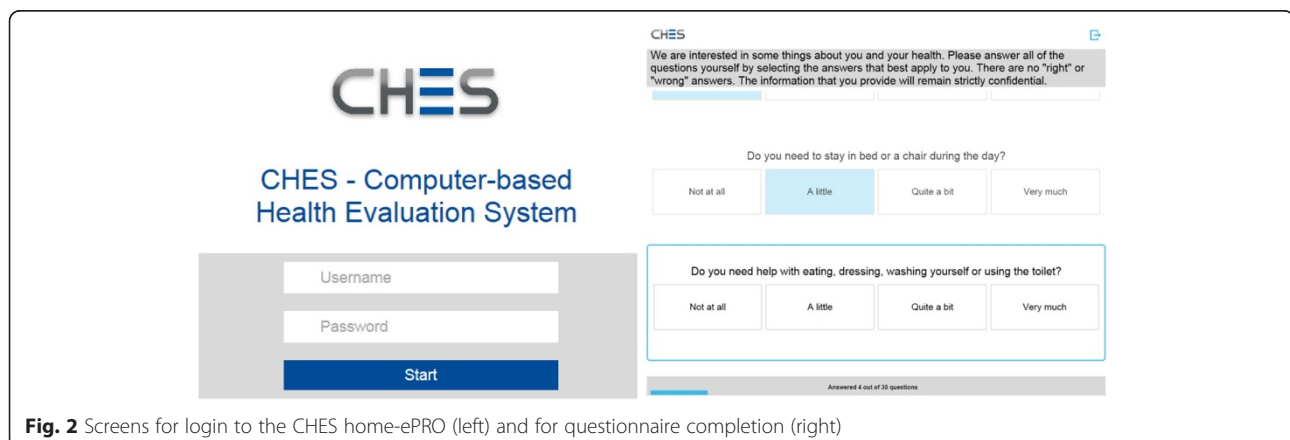 CHES
CHES - Computer-based
Health Evaluation System
Username
Password
Start
CHES
We are interested in some things about you and your health. Please answer all of the
questions yourself by selecting the answers that best apply to you. There are no "right" or
"wrong" answers. The information that you provide will remain strictly confidential.
Do you need to stay in bed or a chair during the day?
Not at all A little Quite a bit Very much
Do you need help with eating, dressing, washing yourself or using the toilet?
Not at all A little Quite a bit Very much
Answered 4 out of 30 questions
Fig. 2 Screens for login to the CHES home-ePRO (left) and for questionnaire completion (right)